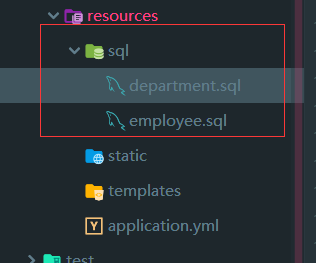 resources
sql
department.sql
employee.sql
static
templates
Y application.yml
test